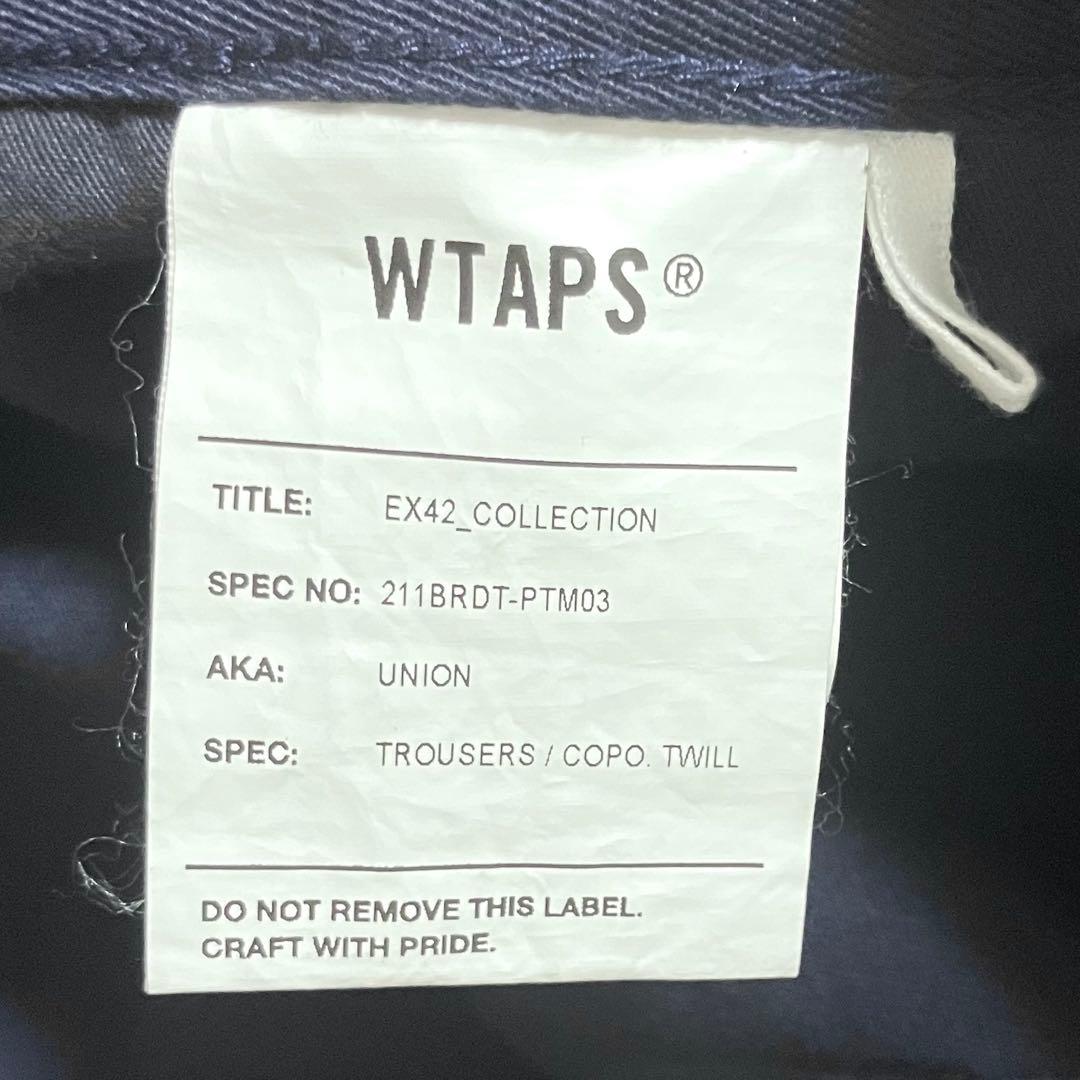 WTAPS®
TITLE: EX42_COLLECTION
SPEC NO: 211BRDT-PTM03
AKA: UNION
SPEC: TROUSERS / COPO. TWILL
DO NOT REMOVE THIS LABEL.
CRAFT WITH PRIDE.